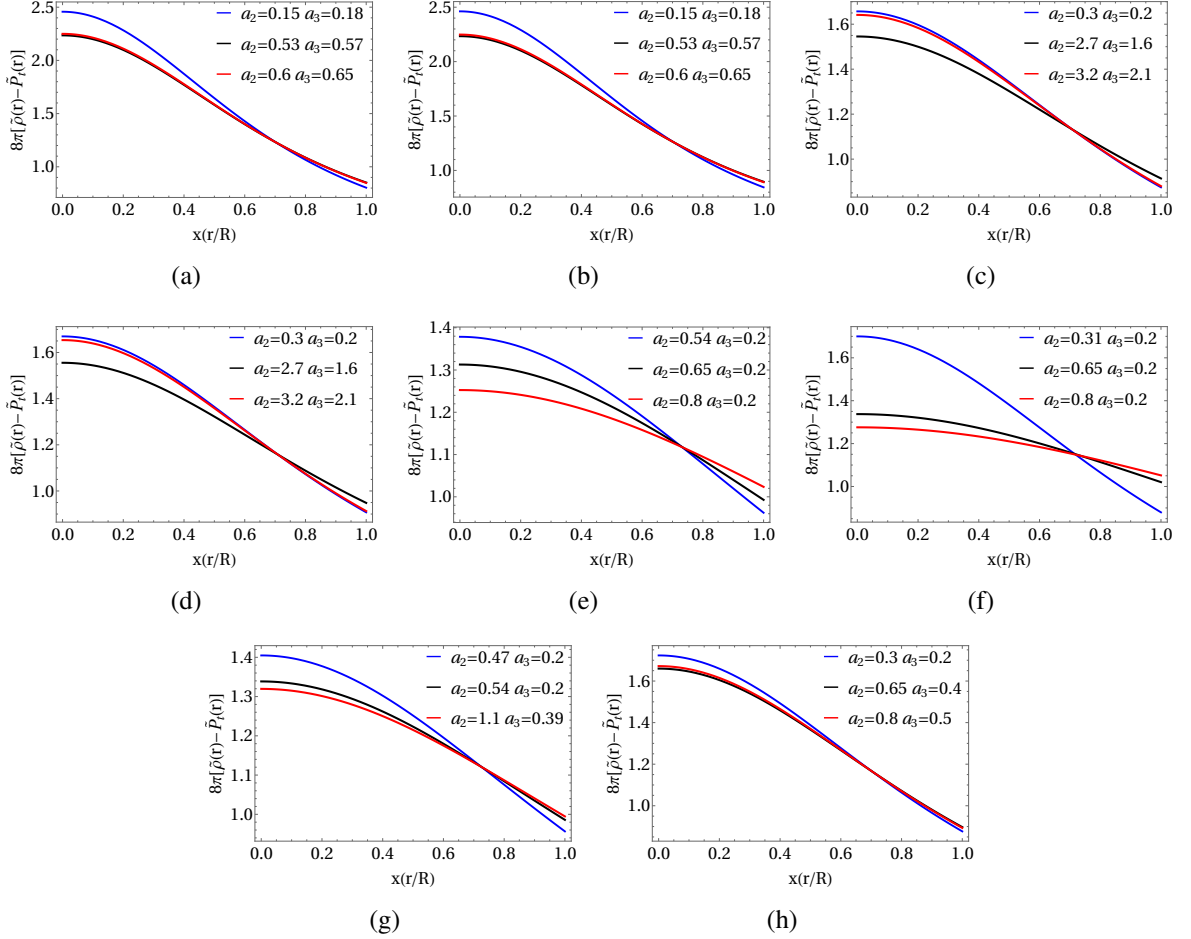 8π[ρ̃(r)−P̃ₜ(r)]
2.5
2.0
1.5
1.0
a₂=0.15 a₃=0.18
a₂=0.53 a₃=0.57
a₂=0.6 a₃=0.65
0.0 0.2 0.4 0.6 0.8 1.0
x(r/R)
(a)
8π[ρ̃(r)−P̃ₜ(r)]
2.5
2.0
1.5
1.0
a₂=0.15 a₃=0.18
a₂=0.53 a₃=0.57
a₂=0.6 a₃=0.65
0.0 0.2 0.4 0.6 0.8 1.0
x(r/R)
(b)
8π[ρ̃(r)−P̃ₜ(r)]
1.6
1.4
1.2
1.0
a₂=0.3 a₃=0.2
a₂=2.7 a₃=1.6
a₂=3.2 a₃=2.1
0.0 0.2 0.4 0.6 0.8 1.0
x(r/R)
(c)
8π[ρ̃(r)−P̃ₜ(r)]
1.6
1.4
1.2
1.0
a₂=0.3 a₃=0.2
a₂=2.7 a₃=1.6
a₂=3.2 a₃=2.1
0.0 0.2 0.4 0.6 0.8 1.0
x(r/R)
(d)
8π[ρ̃(r)−P̃ₜ(r)]
1.4
1.3
1.2
1.1
1.0
a₂=0.54 a₃=0.2
a₂=0.65 a₃=0.2
a₂=0.8 a₃=0.2
0.0 0.2 0.4 0.6 0.8 1.0
x(r/R)
(e)
8π[ρ̃(r)−P̃ₜ(r)]
1.6
1.4
1.2
1.0
a₂=0.31 a₃=0.2
a₂=0.65 a₃=0.2
a₂=0.8 a₃=0.2
0.0 0.2 0.4 0.6 0.8 1.0
x(r/R)
(f)
8π[ρ̃(r)−P̃ₜ(r)]
1.4
1.3
1.2
1.1
1.0
a₂=0.47 a₃=0.2
a₂=0.54 a₃=0.2
a₂=1.1 a₃=0.39
0.0 0.2 0.4 0.6 0.8 1.0
x(r/R)
(g)
8π[ρ̃(r)−P̃ₜ(r)]
1.6
1.4
1.2
1.0
a₂=0.3 a₃=0.2
a₂=0.65 a₃=0.4
a₂=0.8 a₃=0.5
0.0 0.2 0.4 0.6 0.8 1.0
x(r/R)
(h)